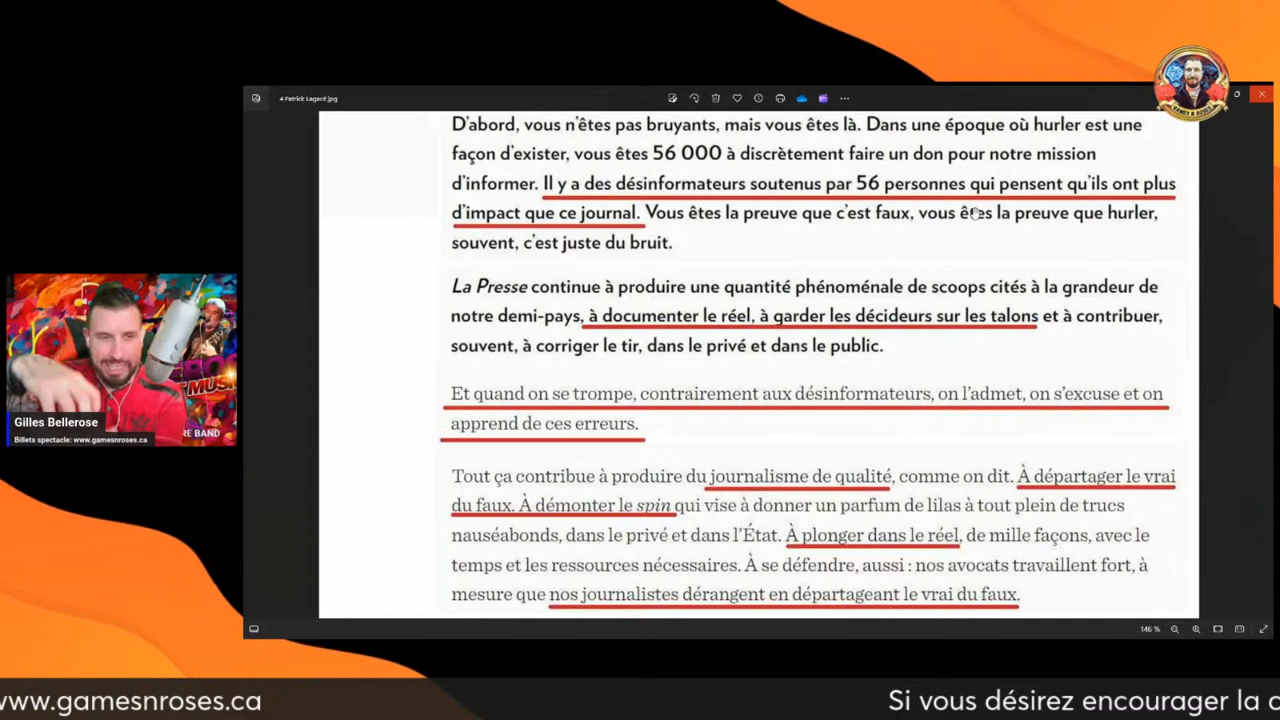 4 Patrick Lagacé.jpg
D'abord, vous n'êtes pas bruyants, mais vous êtes là. Dans une époque où hurler est une
façon d'exister, vous êtes 56 000 à discrètement faire un don pour notre mission
d'informer. Il y a des désinformateurs soutenus par 56 personnes qui pensent qu'ils ont plus
d'impact que ce journal. Vous êtes la preuve que c'est faux, vous êtes la preuve que hurler,
souvent, c'est juste du bruit.
La Presse continue à produire une quantité phénoménale de scoops cités à la grandeur de
notre demi-pays, à documenter le réel, à garder les décideurs sur les talons et à contribuer,
souvent, à corriger le tir, dans le privé et dans le public.
Et quand on se trompe, contrairement aux désinformateurs, on l'admet, on s'excuse et on
apprend de ces erreurs.
Tout ça contribue à produire du journalisme de qualité, comme on dit. À départager le vrai
du faux. À démonter le spin qui vise à donner un parfum de lilas à tout plein de trucs
nauséabonds, dans le privé et dans l'État. À plonger dans le réel, de mille façons, avec le
temps et les ressources nécessaires. À se défendre, aussi : nos avocats travaillent fort, à
mesure que nos journalistes dérangent en départageant le vrai du faux.
146 %
Gilles Bellerose
Billets spectacle: www.gamesnroses.ca
RE BAND
GAMES N ROSES
www.gamesnroses.ca
Si vous désirez encourager la c